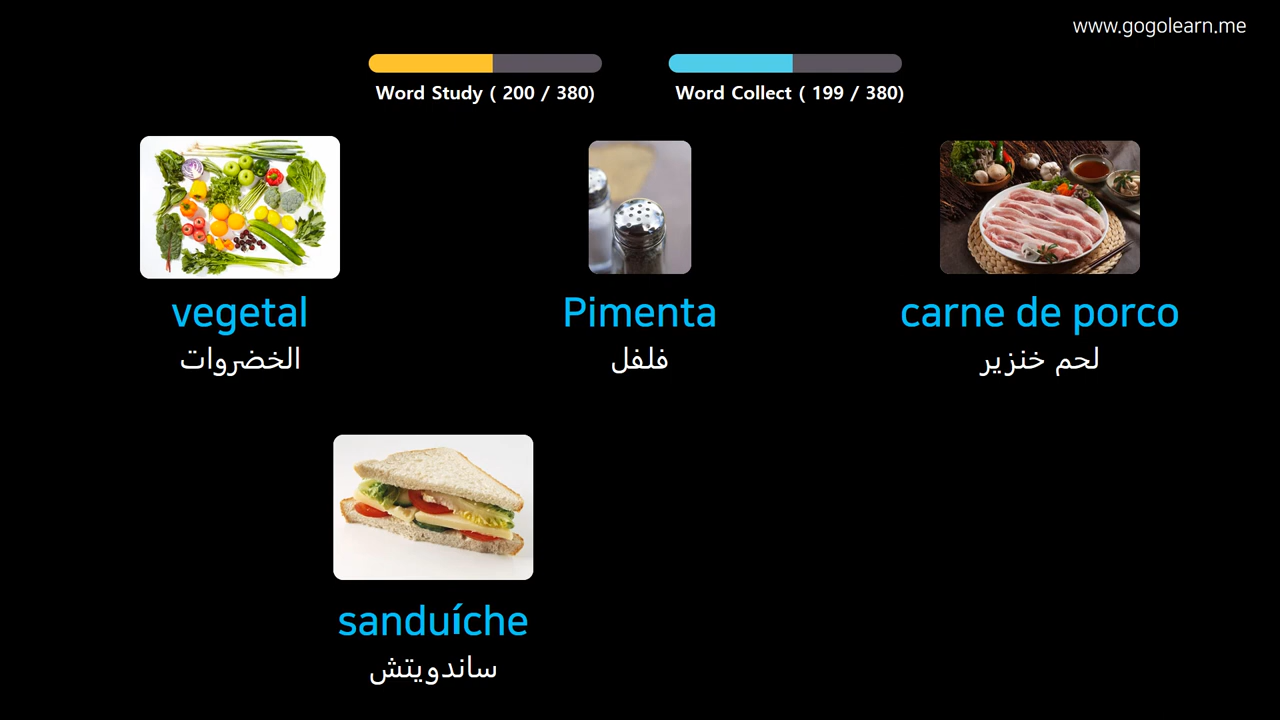 www.gogolearn.me
Word Study ( 200 / 380)
Word Collect ( 199 / 380)
vegetal
الخضروات
Pimenta
فلفل
carne de porco
لحم خنزير
sanduíche
ساندويتش